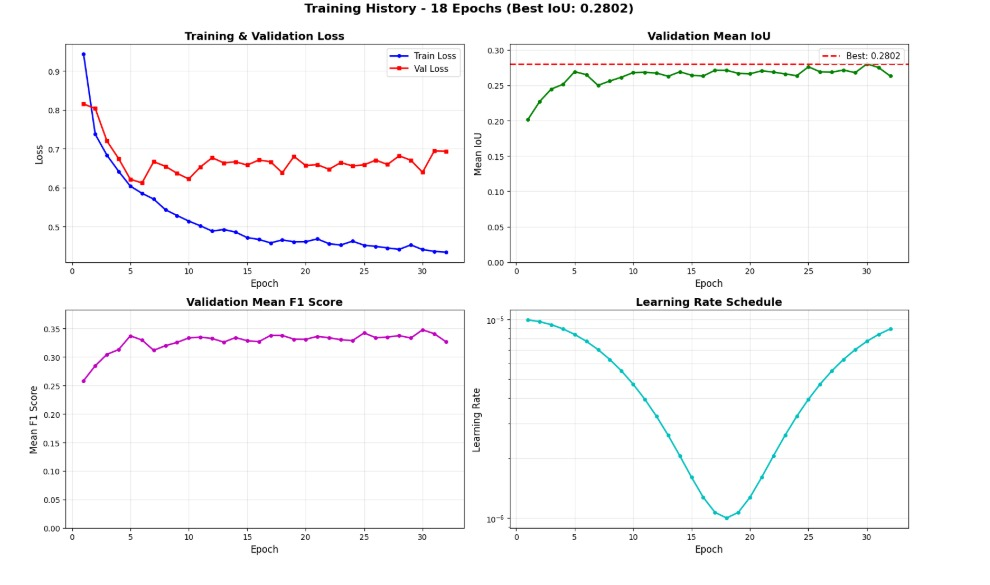 Training History - 18 Epochs (Best IoU: 0.2802)
Training & Validation Loss
Train Loss
Val Loss
Loss
0.9
0.8
0.7
0.6
0.5
0 5 10 15 20 25 30
Epoch
Validation Mean IoU
Best: 0.2802
Mean IoU
0.30
0.25
0.20
0.15
0.10
0.05
0.00
0 5 10 15 20 25 30
Epoch
Validation Mean F1 Score
Mean F1 Score
0.35
0.30
0.25
0.20
0.15
0.10
0.05
0.00
0 5 10 15 20 25 30
Epoch
Learning Rate Schedule
Learning Rate
10⁻⁵
10⁻⁶
0 5 10 15 20 25 30
Epoch